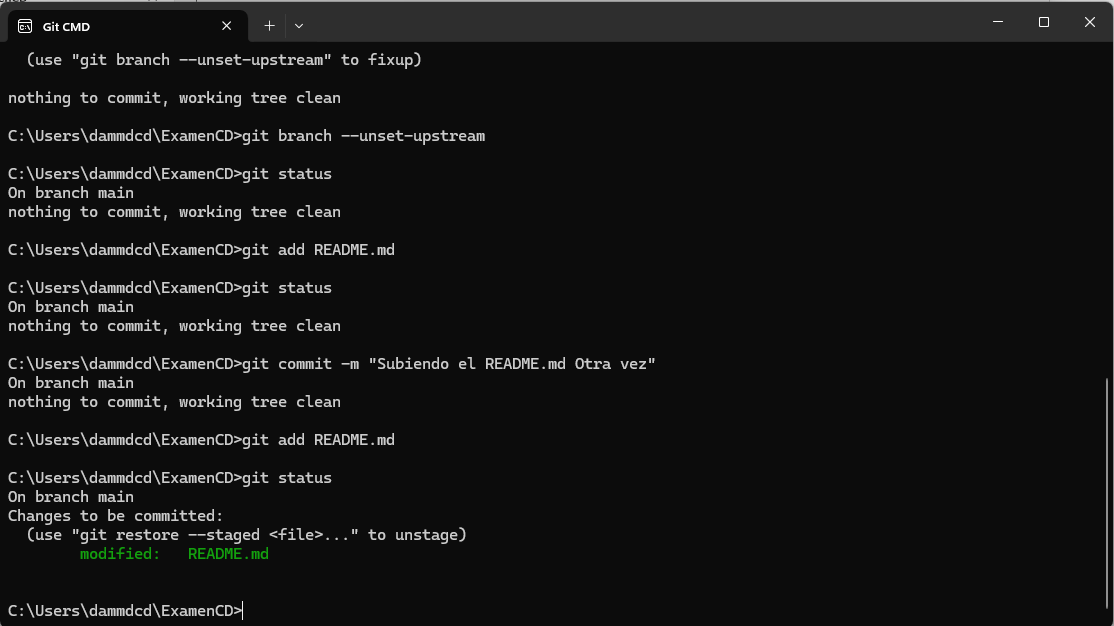 Git CMD
(use "git branch --unset-upstream" to fixup)
nothing to commit, working tree clean
C:\Users\dammdcd\ExamenCD>git branch --unset-upstream
C:\Users\dammdcd\ExamenCD>git status
On branch main
nothing to commit, working tree clean
C:\Users\dammdcd\ExamenCD>git add README.md
C:\Users\dammdcd\ExamenCD>git status
On branch main
nothing to commit, working tree clean
C:\Users\dammdcd\ExamenCD>git commit -m "Subiendo el README.md Otra vez"
On branch main
nothing to commit, working tree clean
C:\Users\dammdcd\ExamenCD>git add README.md
C:\Users\dammdcd\ExamenCD>git status
On branch main
Changes to be committed:
(use "git restore --staged <file>..." to unstage)
modified:   README.md
C:\Users\dammdcd\ExamenCD>